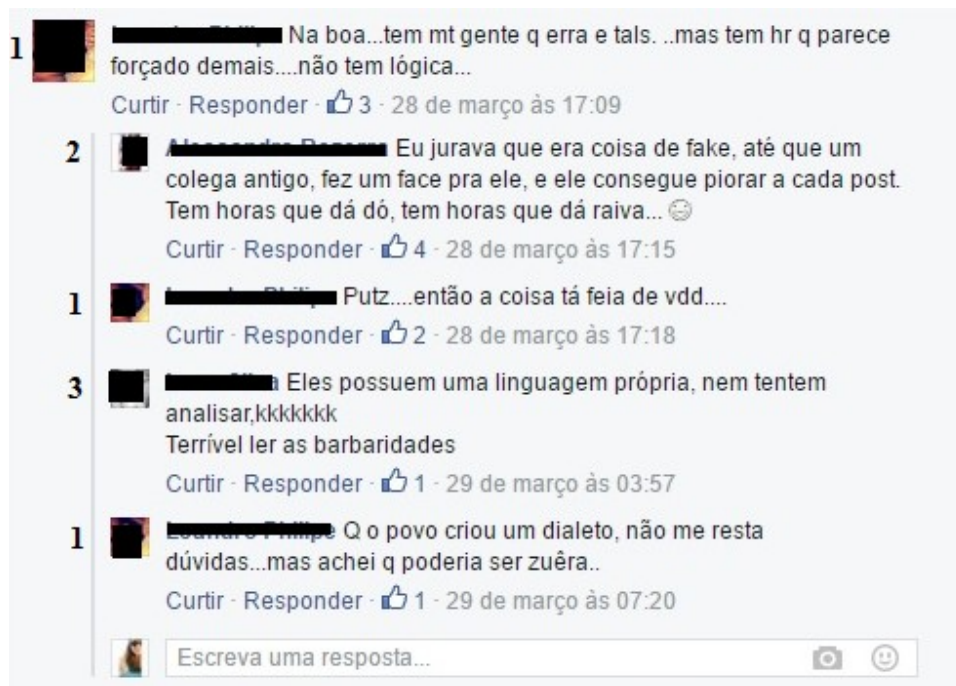 1 Na boa...tem mt gente q erra e tals. ..mas tem hr q parece
forçado demais....não tem lógica...
Curtir · Responder · 3 · 28 de março às 17:09
2 Eu jurava que era coisa de fake, até que um
colega antigo, fez um face pra ele, e ele consegue piorar a cada post.
Tem horas que dá dó, tem horas que dá raiva...
Curtir · Responder · 4 · 28 de março às 17:15
1 Putz....então a coisa tá feia de vdd....
Curtir · Responder · 2 · 28 de março às 17:18
3 Eles possuem uma linguagem própria, nem tentem
analisar,kkkkkkk
Terrível ler as barbaridades
Curtir · Responder · 1 · 29 de março às 03:57
1 Q o povo criou um dialeto, não me resta
dúvidas...mas achei q poderia ser zuêra..
Curtir · Responder · 1 · 29 de março às 07:20
Escreva uma resposta...